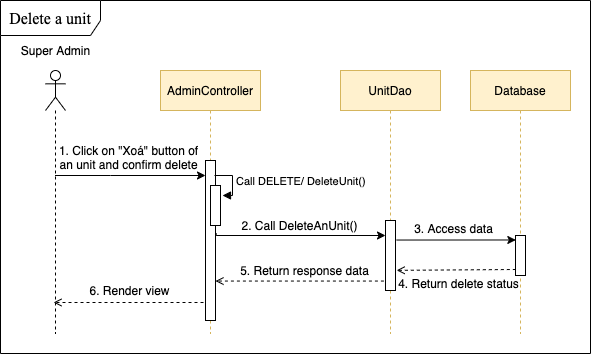 Delete a unit
Super Admin
AdminController
UnitDao
Database
1. Click on "Xoá" button of
an unit and confirm delete
Call DELETE/ DeleteUnit()
2. Call DeleteAnUnit()
3. Access data
4. Return delete status
5. Return response data
6. Render view